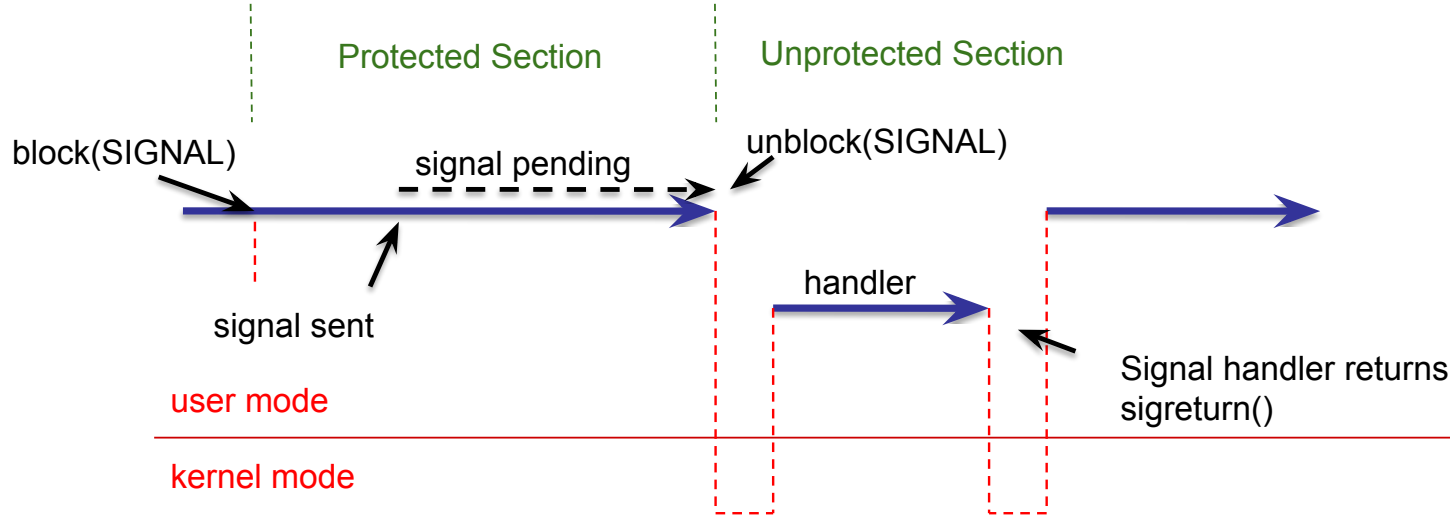 Protected Section
Unprotected Section
block(SIGNAL)
signal pending
unblock(SIGNAL)
signal sent
handler
Signal handler returns
sigreturn()
user mode
kernel mode